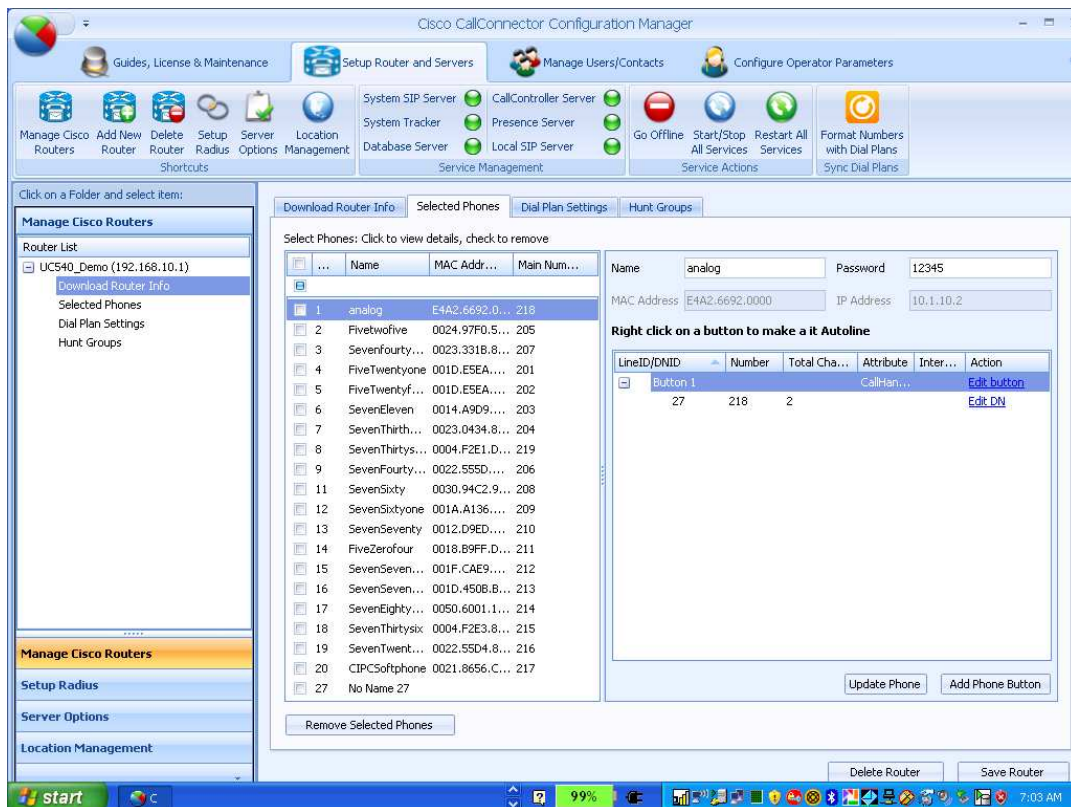 Cisco CallConnector Configuration Manager
Guides, License & Maintenance
Setup Router and Servers
Manage Users/Contacts
Configure Operator Parameters
Manage Cisco Routers
Add New Router
Delete Router
Setup Radius
Server Options
Location Management
Shortcuts
System SIP Server
CallController Server
System Tracker
Presence Server
Database Server
Local SIP Server
Service Management
Go Offline
Start/Stop All Services
Restart All Services
Service Actions
Format Numbers with Dial Plans
Sync Dial Plans
Click on a Folder and select item:
Manage Cisco Routers
Router List
UC540_Demo (192.168.10.1)
Download Router Info
Selected Phones
Dial Plan Settings
Hunt Groups
Manage Cisco Routers
Setup Radius
Server Options
Location Management
Download Router Info
Selected Phones
Dial Plan Settings
Hunt Groups
Select Phones: Click to view details, check to remove
... Name MAC Addr... Main Num...
1 analog E4A2.6692.0... 218
2 Fivetwofive 0024.97F0.5... 205
3 Sevenfourty... 0023.331B.8... 207
4 FiveTwentyone 001D.E5EA.... 201
5 FiveTwentyf... 001D.E5EA.... 202
6 SevenEleven 0014.A9D9.... 203
7 SevenThirth... 0023.0434.8... 204
8 SevenThirtys... 0004.F2E1.D... 219
9 SevenFourty... 0022.555D.... 206
11 SevenSixty 0030.94C2.9... 208
12 SevenSixtyone 001A.A136.... 209
13 SevenSeventy 0012.D9ED.... 210
14 FiveZerofour 0018.B9FF.D... 211
15 SevenSeven... 001F.CAE9.... 212
16 SevenSeven... 001D.450B.B... 213
17 SevenEighty... 0050.6001.1... 214
18 SevenThirtysix 0004.F2E3.8... 215
19 SevenTwent... 0022.55D4.8... 216
20 CIPCSoftphone 0021.8656.C... 217
27 No Name 27
Remove Selected Phones
Name analog Password 12345
MAC Address E4A2.6692.0000 IP Address 10.1.10.2
Right click on a button to make a it Autoline
LineID/DNID Number Total Cha... Attribute Inter... Action
Button 1 CallHan... Edit button
27 218 2 Edit DN
Update Phone
Add Phone Button
Delete Router
Save Router
start
C
99%
7:03 AM